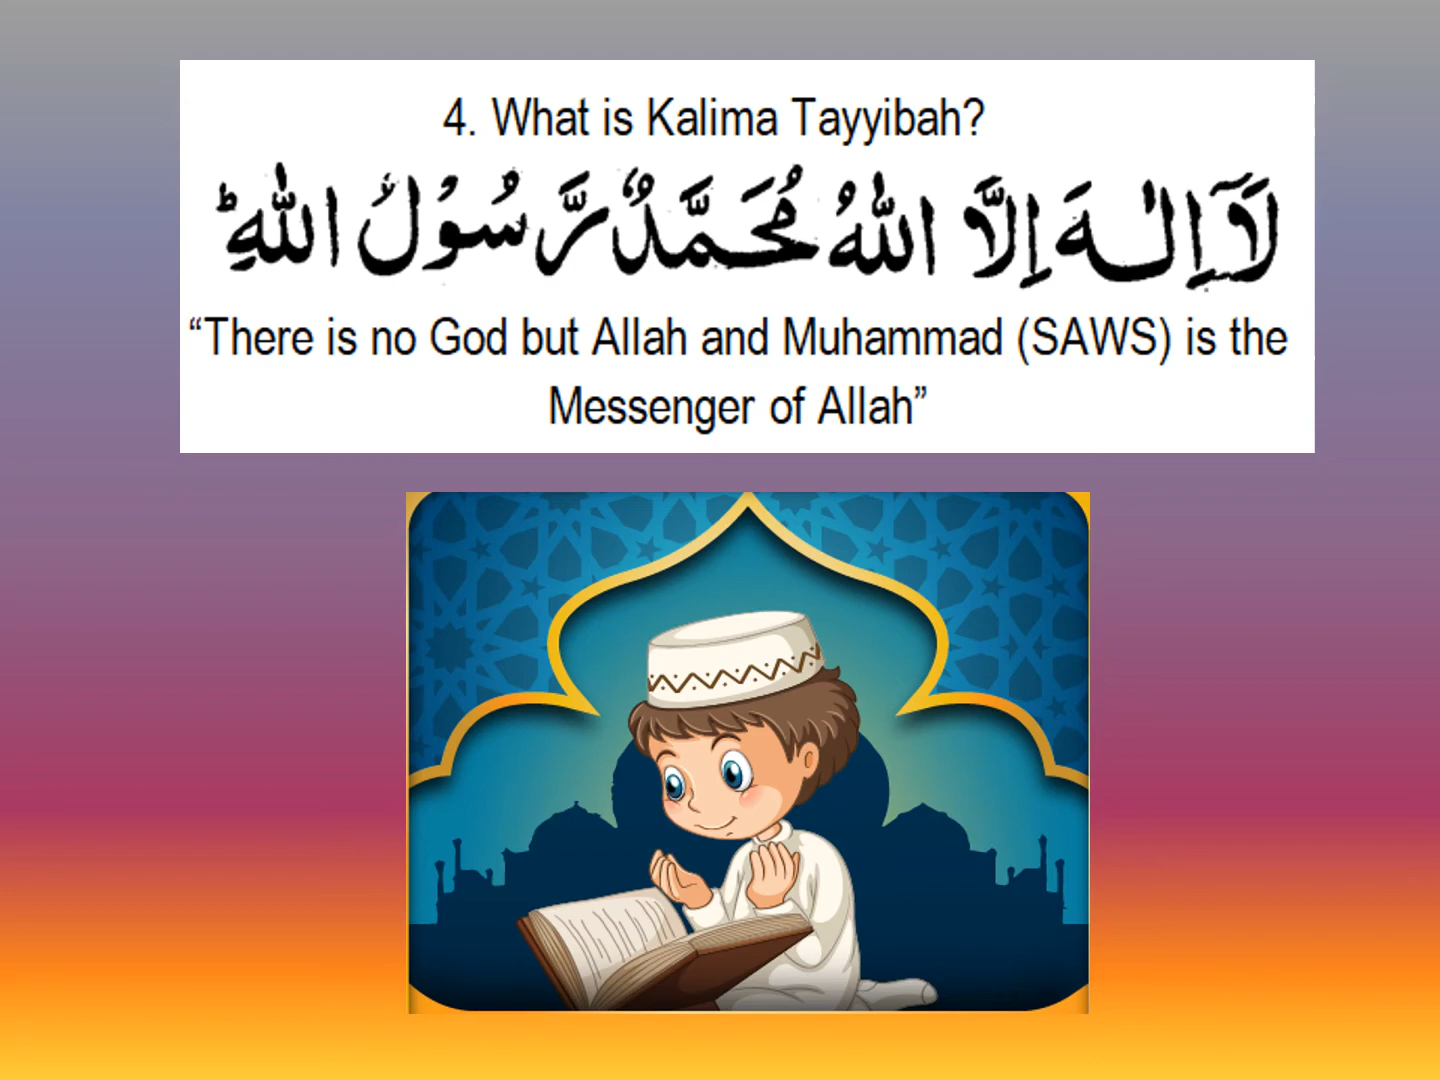 4. What is Kalima Tayyibah?
لَآ اِلٰـهَ اِلَّا اللّٰهُ مُحَمَّدٌ رَّسُوْلُ اللّٰهِؕ
“There is no God but Allah and Muhammad (SAWS) is the
Messenger of Allah”